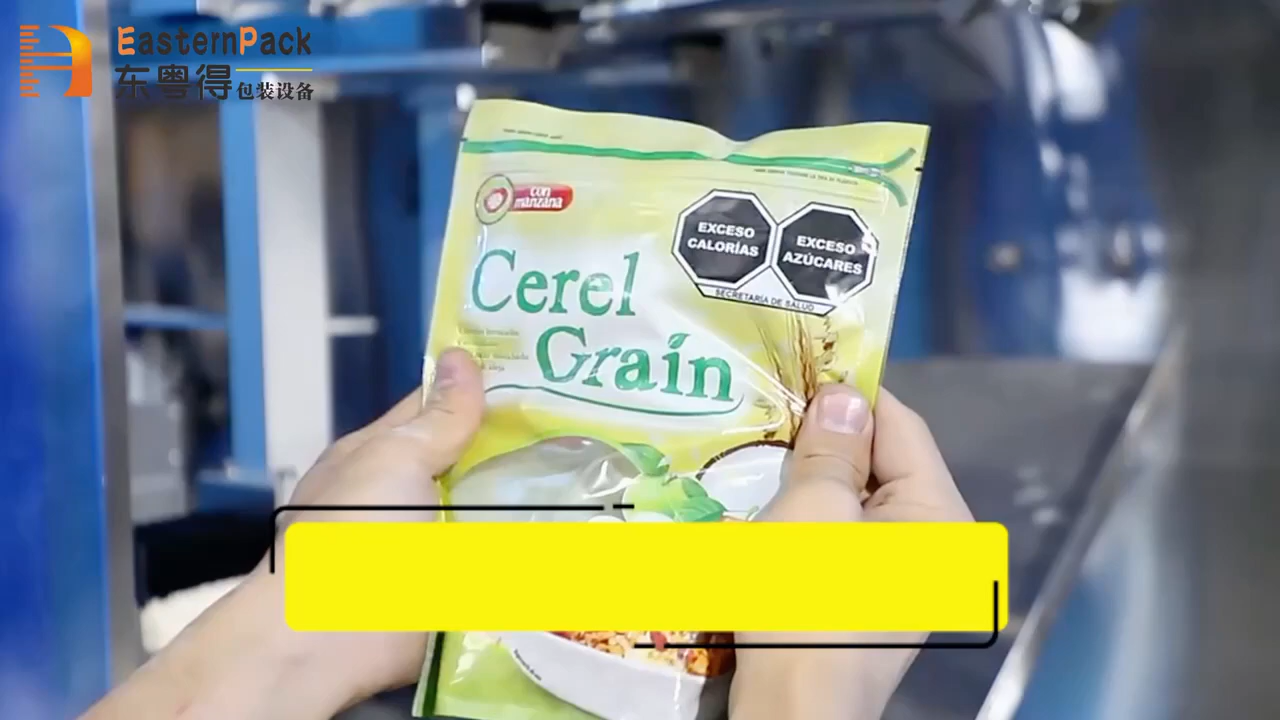 EasternPack
东粤得包装设备
con
manzana
EXCESO
CALORÍAS
EXCESO
AZÚCARES
SECRETARÍA DE SALUD
Cerel
Grain